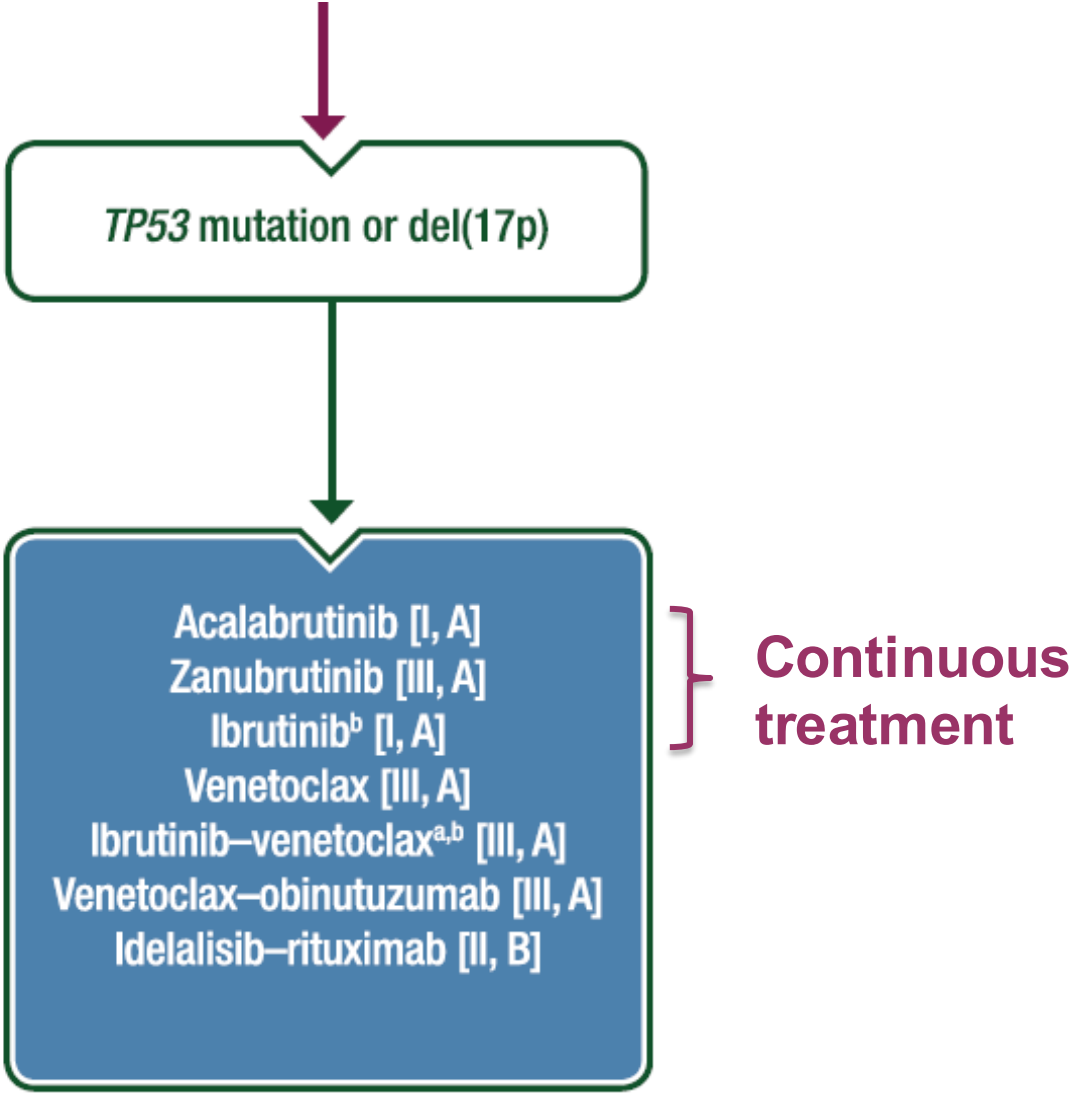 TP53 mutation or del(17p)
Acalabrutinib [I, A]
Zanubrutinib [III, A]
Ibrutinibᵇ [I, A]
Venetoclax [III, A]
Ibrutinib–venetoclaxᵃ,ᵇ [III, A]
Venetoclax–obinutuzumab [III, A]
Idelalisib–rituximab [II, B]
Continuous
treatment